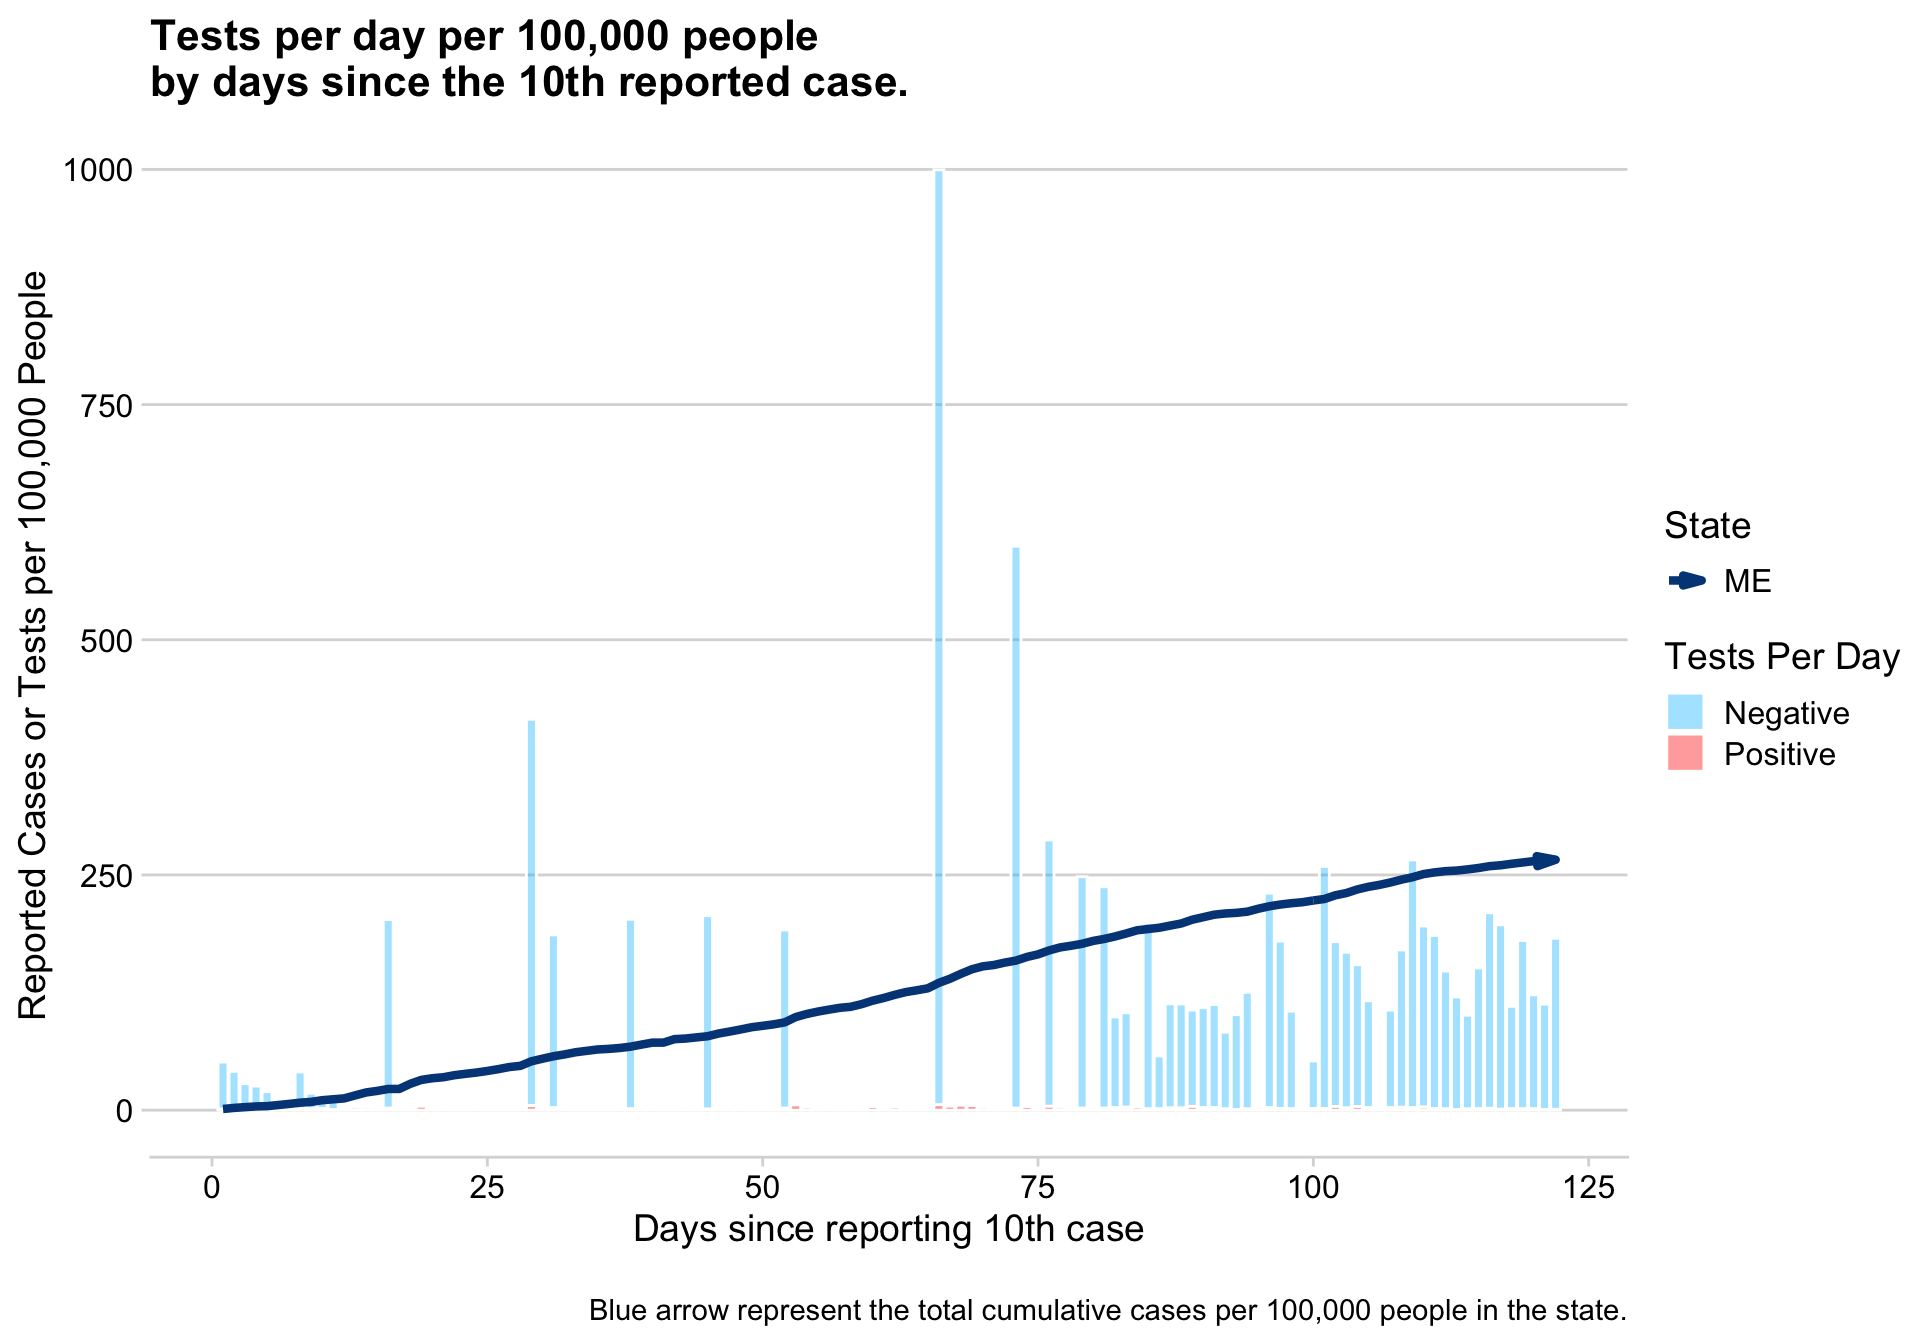 Tests per day per 100,000 people
by days since the 10th reported case.
Reported Cases or Tests per 100,000 People
1000
750
500
250
0
0 25 50 75 100 125
Days since reporting 10th case
State
ME
Tests Per Day
Negative
Positive
Blue arrow represent the total cumulative cases per 100,000 people in the state.